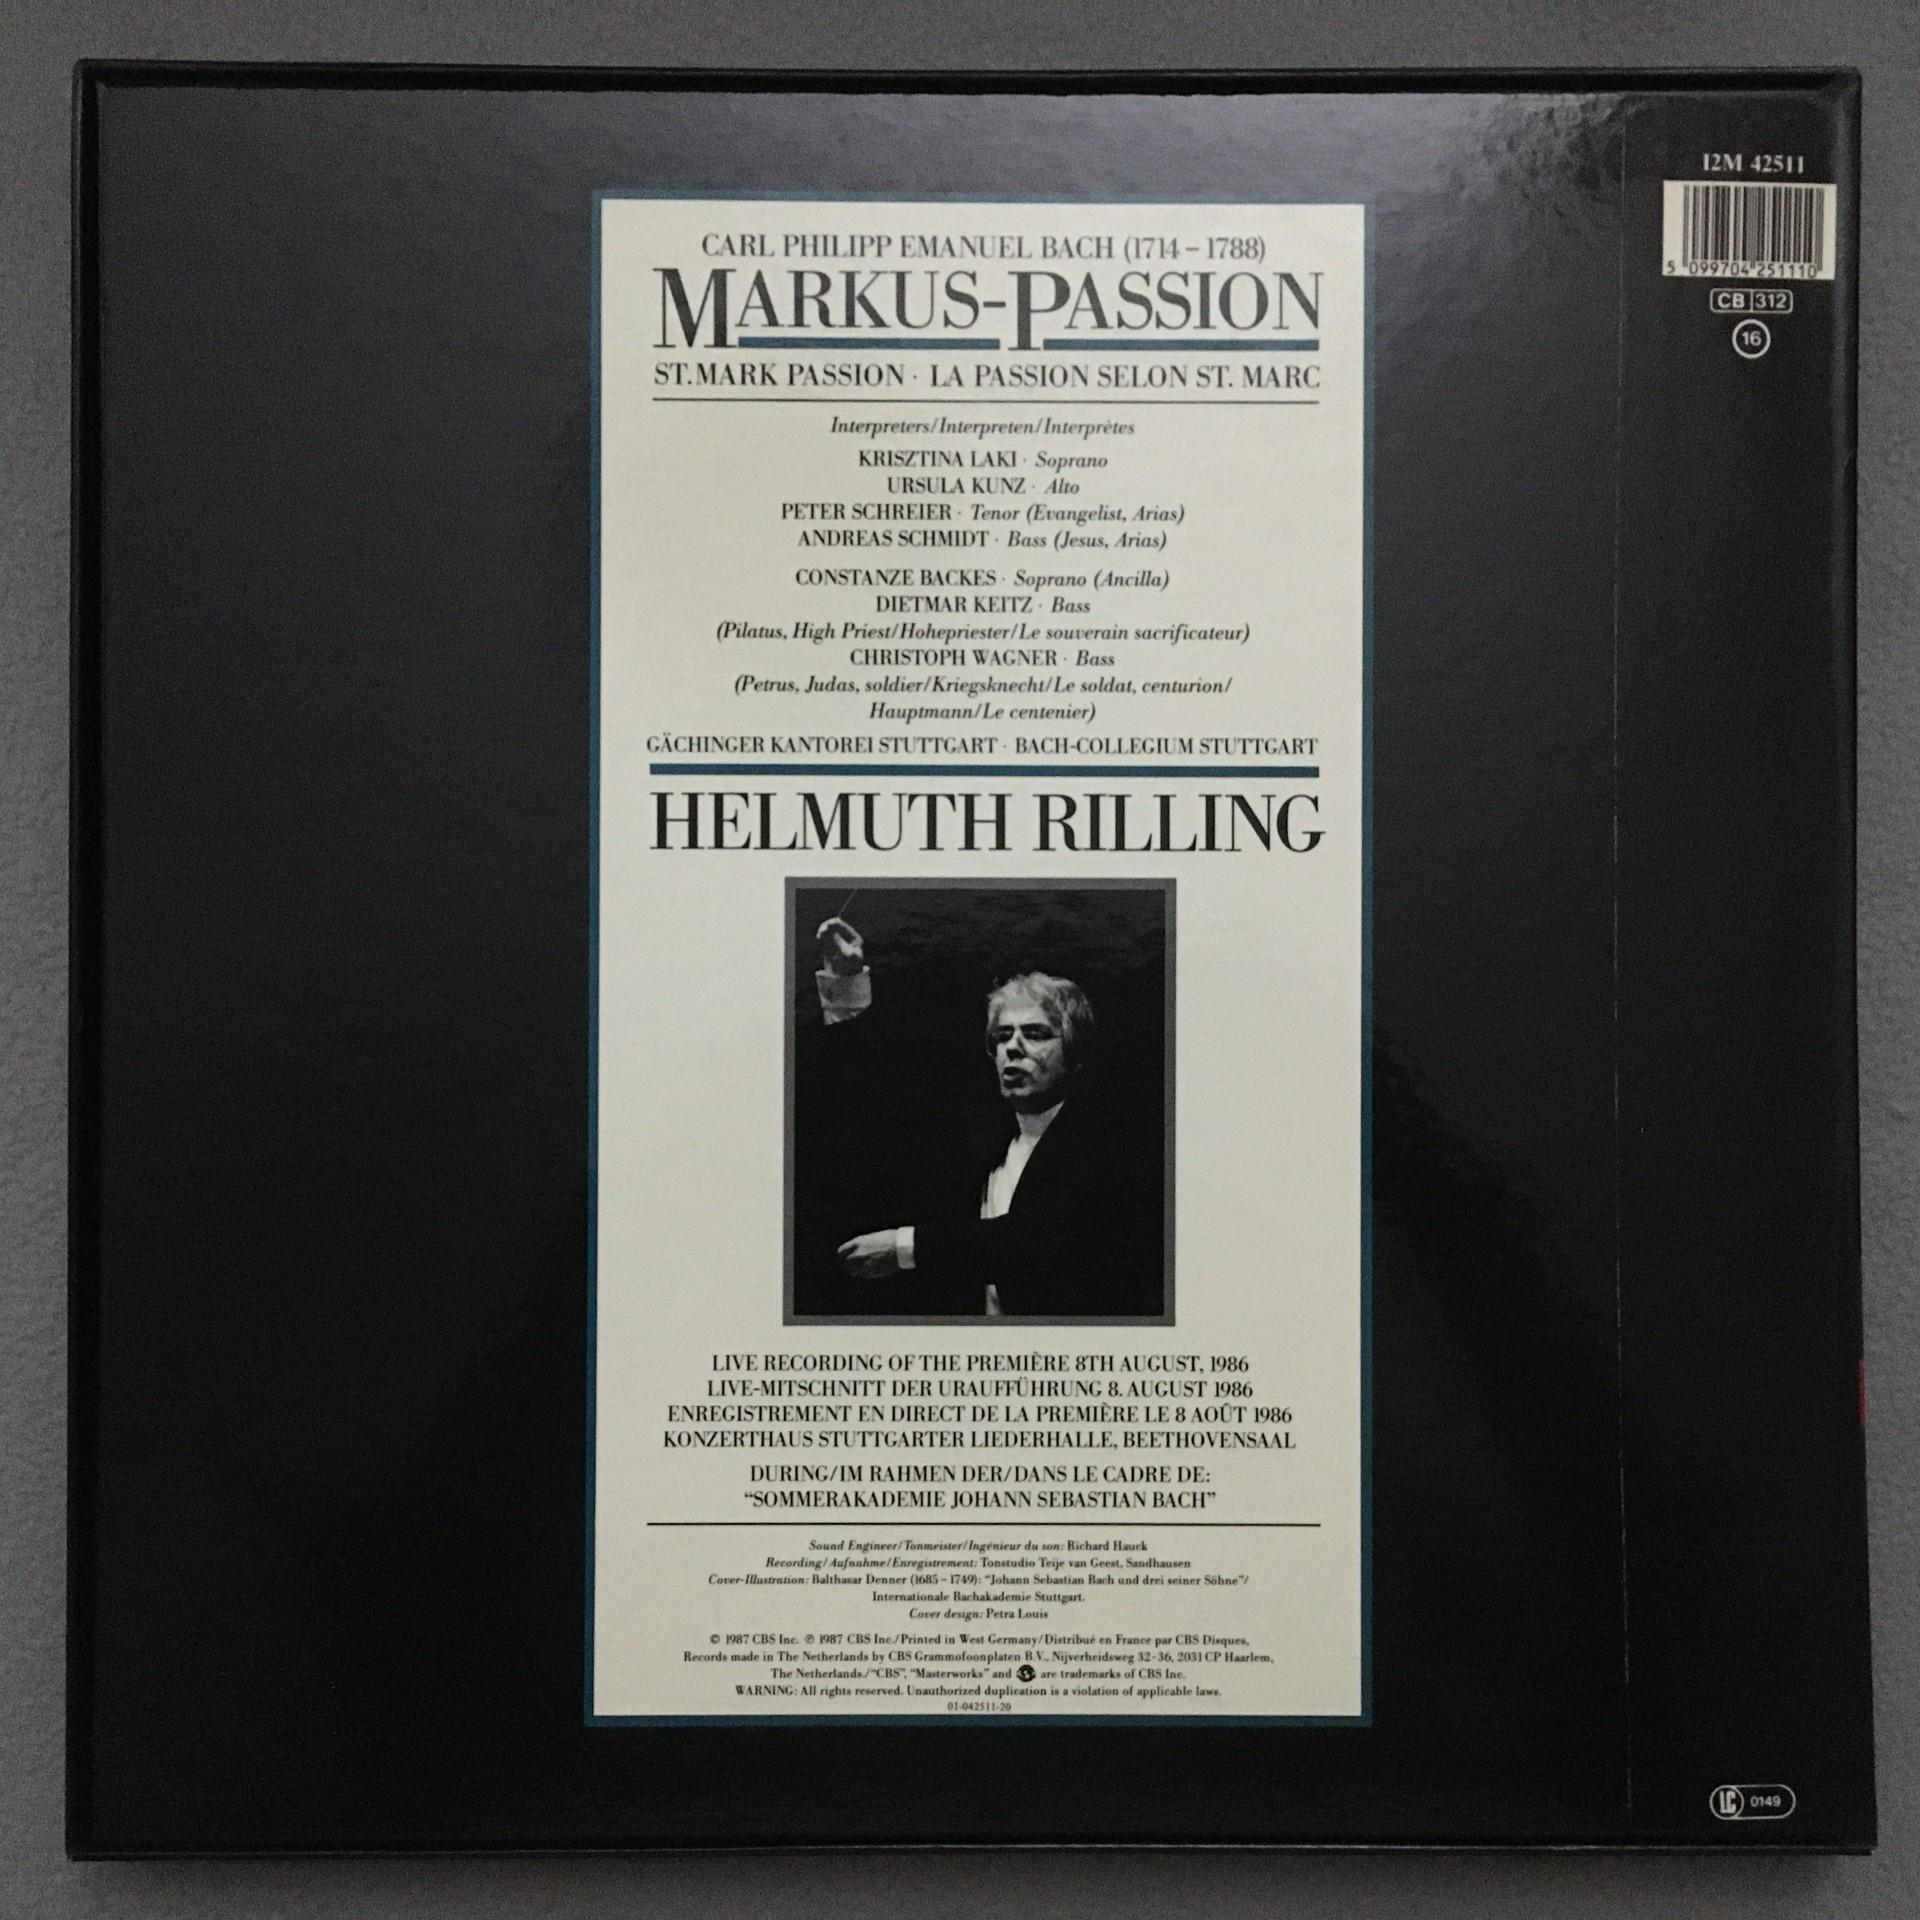 I2M 42511
5 099704 251110
CB 312
16
CARL PHILIPP EMANUEL BACH (1714 – 1788)
MARKUS-PASSION
ST. MARK PASSION · LA PASSION SELON ST. MARC
Interpreters/Interpreten/Interprètes
KRISZTINA LAKI · Soprano
URSULA KUNZ · Alto
PETER SCHREIER · Tenor (Evangelist, Arias)
ANDREAS SCHMIDT · Bass (Jesus, Arias)
CONSTANZE BACKES · Soprano (Ancilla)
DIETMAR KEITZ · Bass
(Pilatus, High Priest/Hohepriester/Le souverain sacrificateur)
CHRISTOPH WAGNER · Bass
(Petrus, Judas, soldier/Kriegsknecht/Le soldat, centurion/
Hauptmann/Le centenier)
GÄCHINGER KANTOREI STUTTGART · BACH-COLLEGIUM STUTTGART
HELMUTH RILLING
LIVE RECORDING OF THE PREMIÈRE 8TH AUGUST, 1986
LIVE-MITSCHNITT DER URAUFFÜHRUNG 8. AUGUST 1986
ENREGISTREMENT EN DIRECT DE LA PREMIÈRE LE 8 AOÛT 1986
KONZERTHAUS STUTTGARTER LIEDERHALLE, BEETHOVENSAAL
DURING/IM RAHMEN DER/DANS LE CADRE DE:
“SOMMERAKADEMIE JOHANN SEBASTIAN BACH”
Sound Engineer/Tonmeister/Ingénieur du son: Richard Hauck
Recording/Aufnahme/Enregistrement: Tonstudio Teije van Geest, Sandhausen
Cover-Illustration: Balthasar Denner (1685 – 1749): “Johann Sebastian Bach und drei seiner Söhne”/
Internationale Bachakademie Stuttgart.
Cover design: Petra Louis
© 1987 CBS Inc. ℗ 1987 CBS Inc./Printed in West Germany/Distribué en France par CBS Disques.
Records made in The Netherlands by CBS Grammofoonplaten B.V., Nijverheidsweg 32-36, 2031 CP Haarlem,
The Netherlands./“CBS”, “Masterworks” and are trademarks of CBS Inc.
WARNING: All rights reserved. Unauthorized duplication is a violation of applicable laws.
01-042511-20
LC 0149